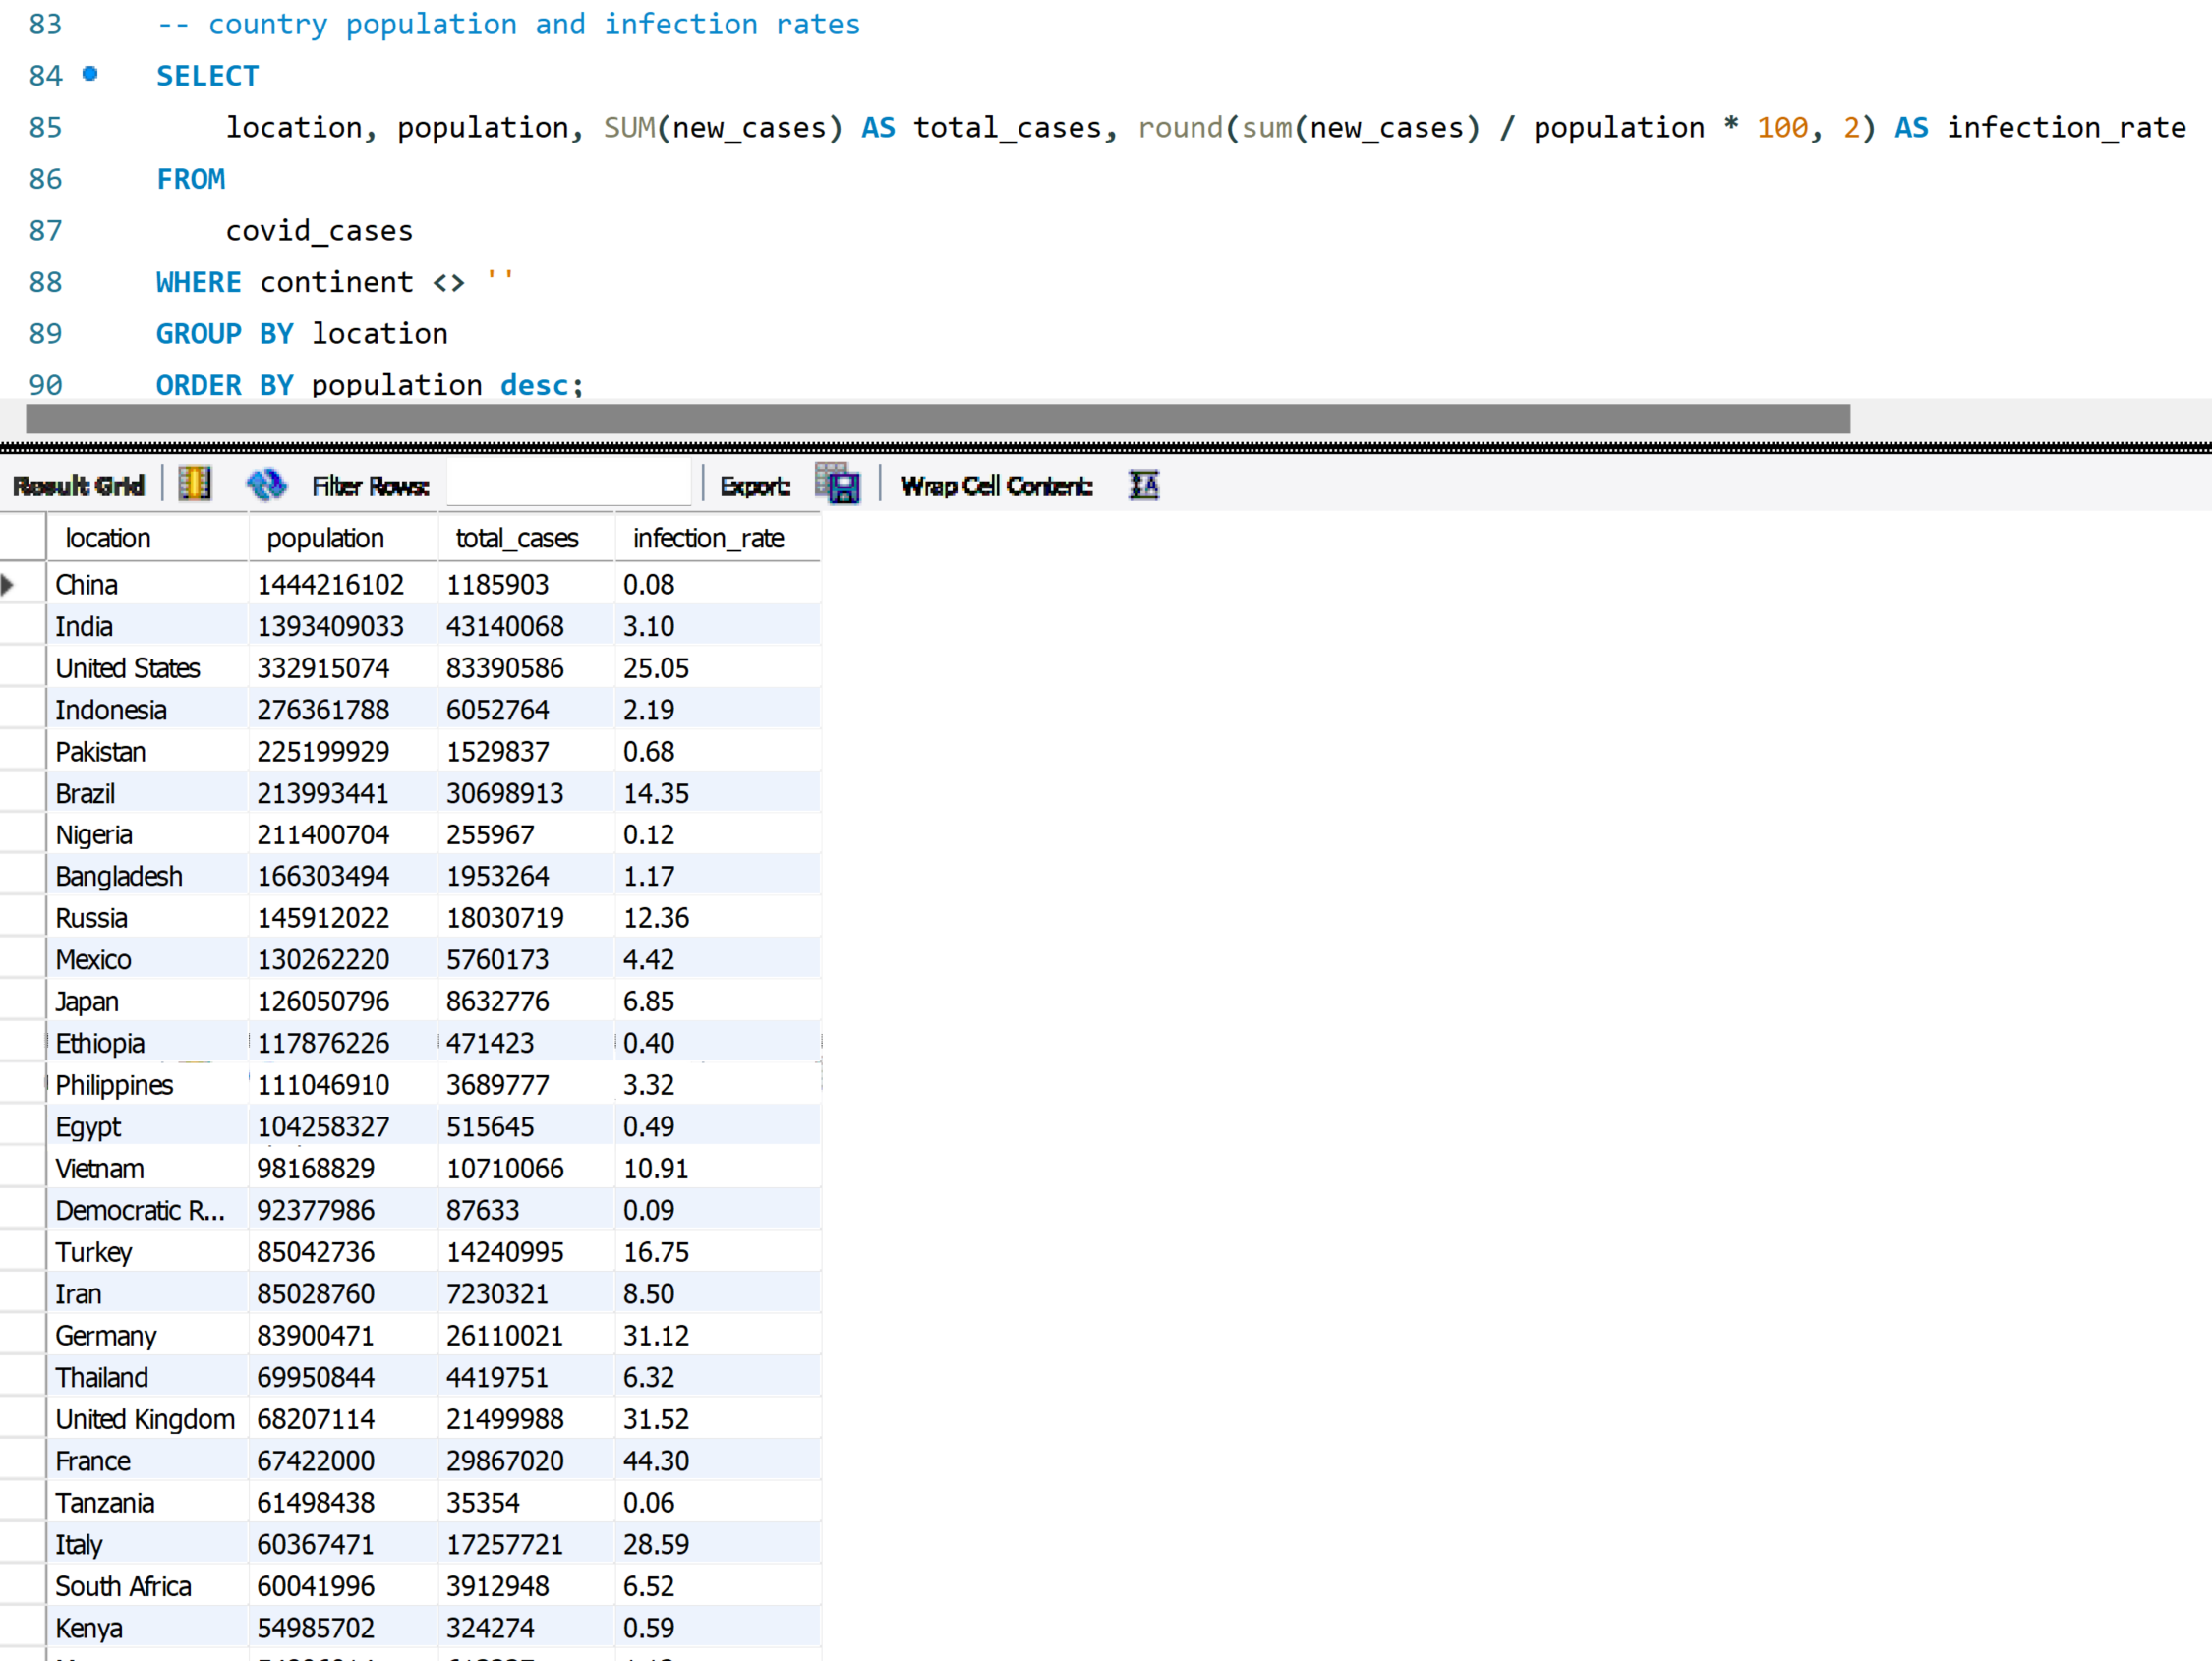 83 -- country population and infection rates
84 SELECT
85 location, population, SUM(new_cases) AS total_cases, round(sum(new_cases) / population * 100, 2) AS infection_rate
86 FROM
87 covid_cases
88 WHERE continent <> ''
89 GROUP BY location
90 ORDER BY population desc;
Result Grid Filter Rows: Export: Wrap Cell Content:
location population total_cases infection_rate
China 1444216102 1185903 0.08
India 1393409033 43140068 3.10
United States 332915074 83390586 25.05
Indonesia 276361788 6052764 2.19
Pakistan 225199929 1529837 0.68
Brazil 213993441 30698913 14.35
Nigeria 211400704 255967 0.12
Bangladesh 166303494 1953264 1.17
Russia 145912022 18030719 12.36
Mexico 130262220 5760173 4.42
Japan 126050796 8632776 6.85
Ethiopia 117876226 471423 0.40
Philippines 111046910 3689777 3.32
Egypt 104258327 515645 0.49
Vietnam 98168829 10710066 10.91
Democratic R... 92377986 87633 0.09
Turkey 85042736 14240995 16.75
Iran 85028760 7230321 8.50
Germany 83900471 26110021 31.12
Thailand 69950844 4419751 6.32
United Kingdom 68207114 21499988 31.52
France 67422000 29867020 44.30
Tanzania 61498438 35354 0.06
Italy 60367471 17257721 28.59
South Africa 60041996 3912948 6.52
Kenya 54985702 324274 0.59